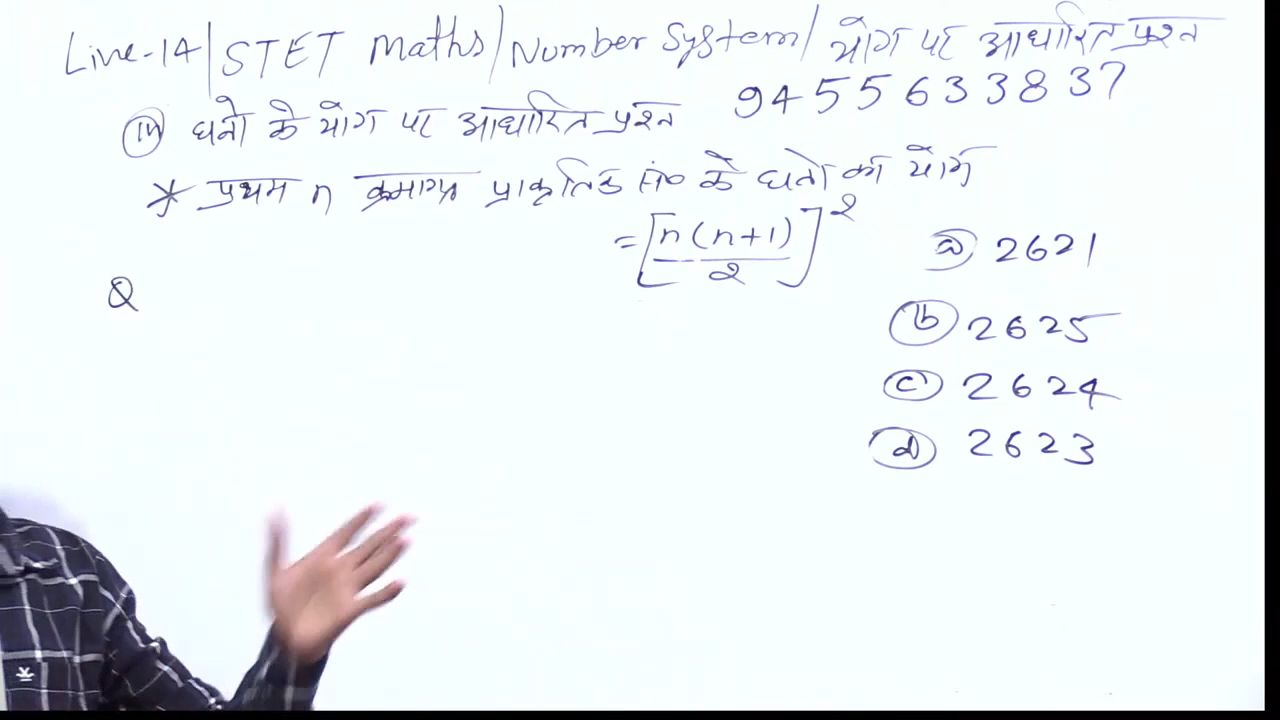 Live-14/STET Maths/Number System/योग पर आधारित प्रश्न
(iv) घनो के योग पर आधारित प्रश्न 9455633837
* प्रथम n क्रमागत प्राकृतिक सं० के घनो का योग
= [n(n+1)/2]^2
Q
(a) 2621
(b) 2625
(c) 2624
(d) 2623